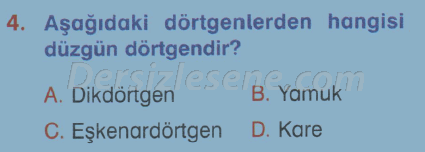 4. Aşağıdaki dörtgenlerden hangisi
düzgün dörtgendir?
Dersizlesene.com
A. Dikdörtgen B. Yamuk
C. Eşkenardörtgen D. Kare